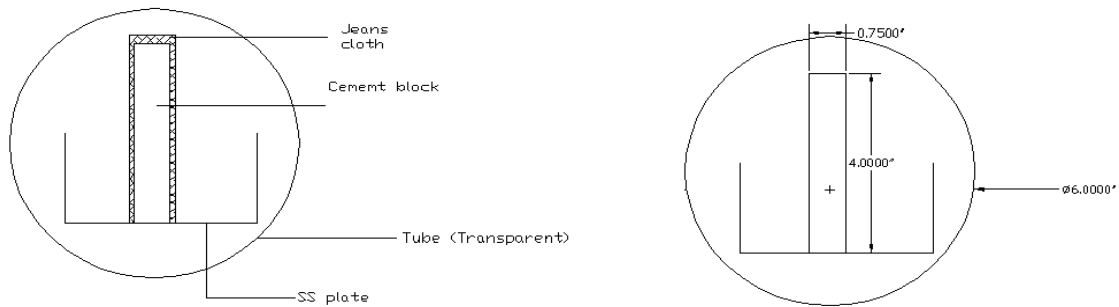 Jeans
cloth
Cement block
Tube (Transparent)
SS plate
0.7500"
4.0000"
ø6.0000"